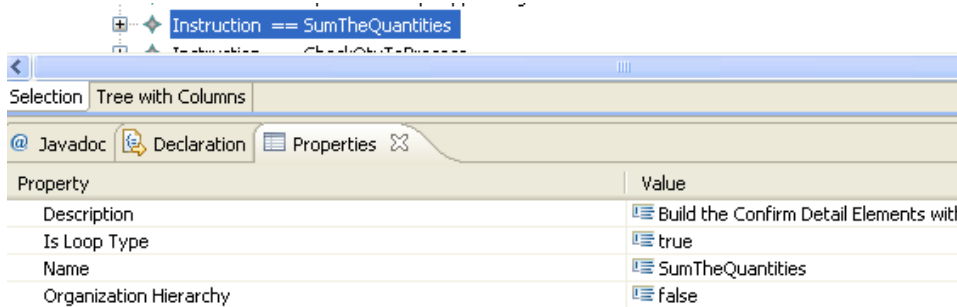 Instruction == SumTheQuantities
Selection Tree with Columns
@ Javadoc Declaration Properties
Property Value
Description Build the Confirm Detail Elements with
Is Loop Type true
Name SumTheQuantities
Organization Hierarchy false